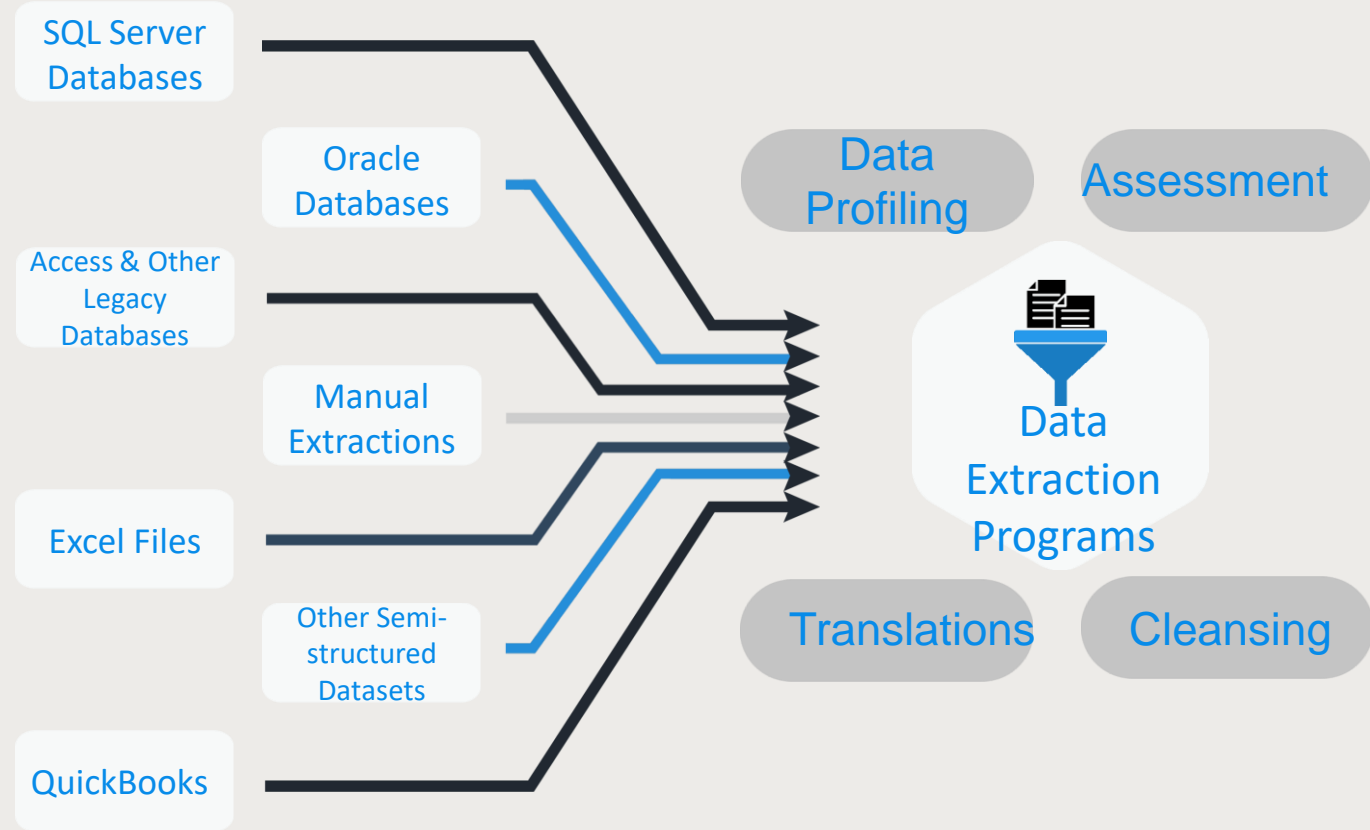 SQL Server
Databases
Oracle
Databases
Access & Other
Legacy
Databases
Manual
Extractions
Excel Files
Other Semi-
structured
Datasets
QuickBooks
Data
Profiling
Assessment
Data
Extraction
Programs
Translations
Cleansing